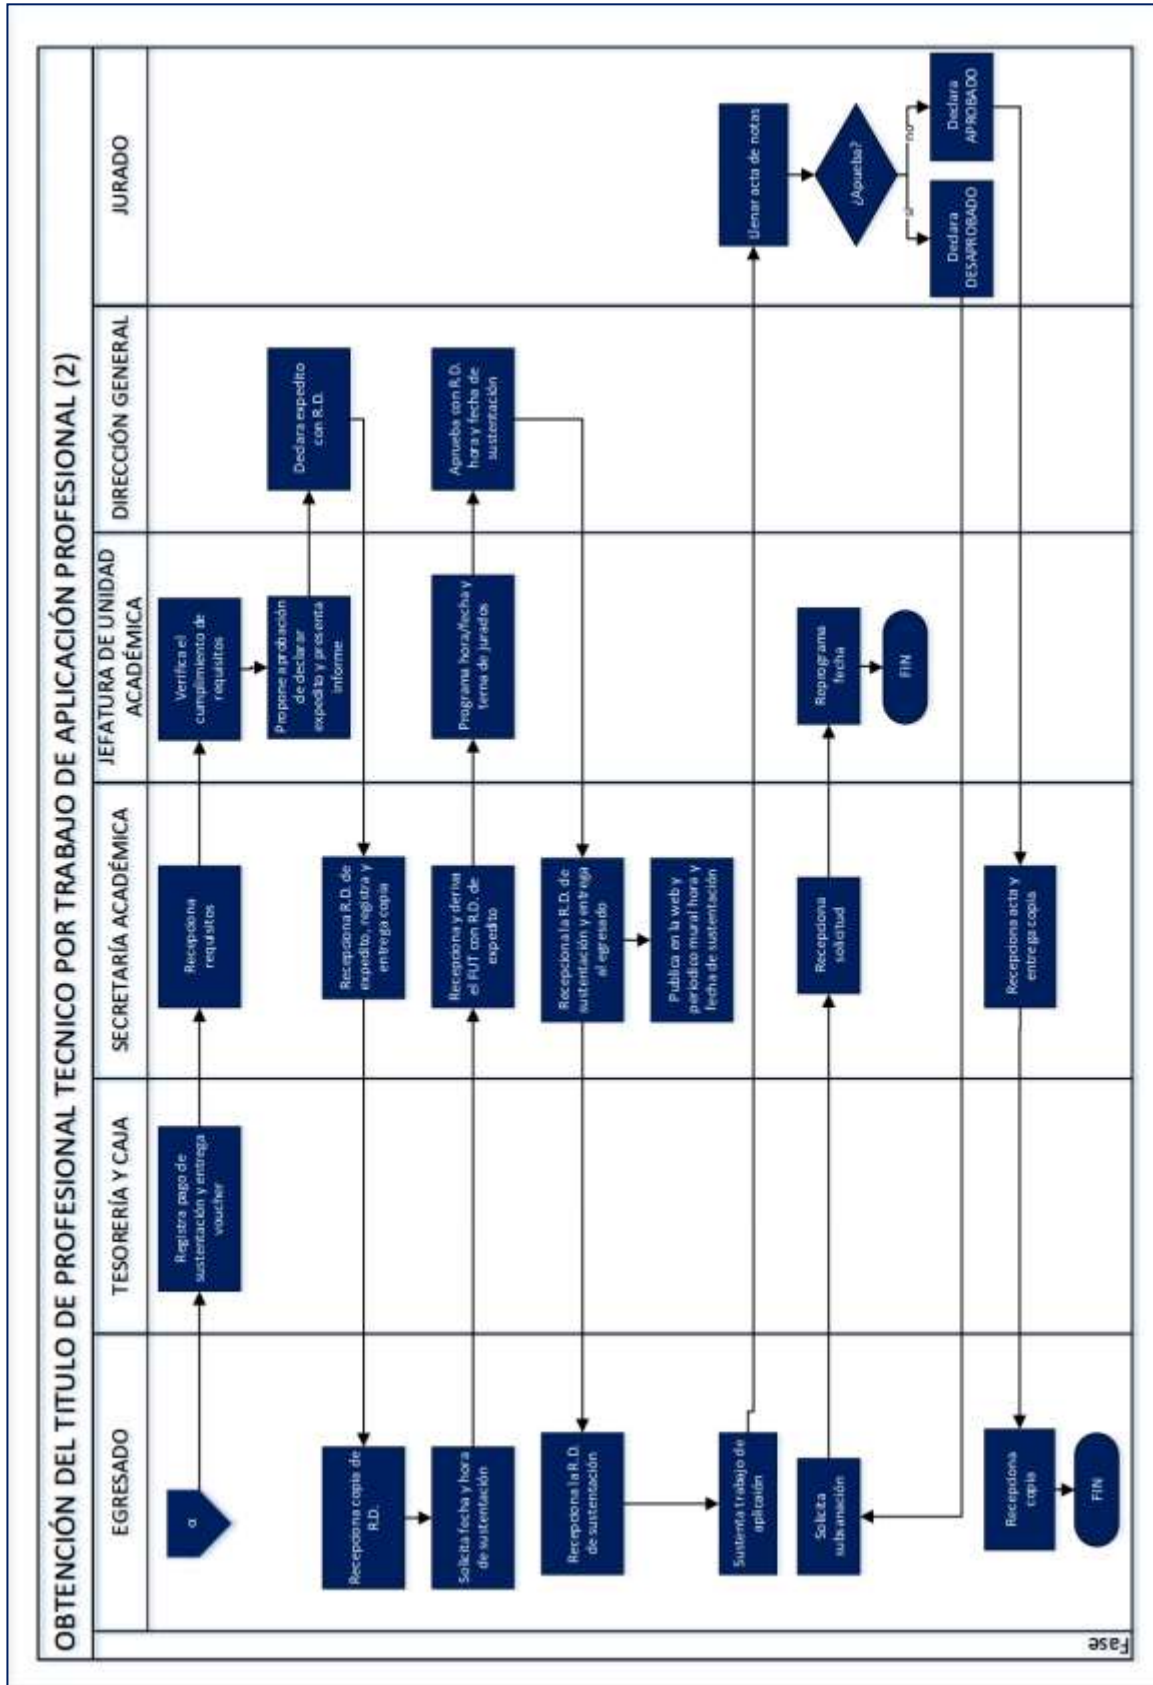 OBTENCIÓN DEL TITULO DE PROFESIONAL TECNICO POR TRABAJO DE APLICACIÓN PROFESIONAL (2)
EGRESADO
TESORERÍA Y CAJA
SECRETARÍA ACADÉMICA
JEFATURA DE UNIDAD
ACADÉMICA
DIRECCIÓN GENERAL
JURADO
Fase
α
Registra pago de
sustentación y entrega
voucher
Recepciona
requisitos
Verifica el
cumplimiento de
requisitos
Propone aprobación
de declarar
expedito y presenta
informe
Declara expedito
con R.D.
Recepciona R.D. de
expedito, registra y
entrega copia
Recepciona copia de
R.D.
Solicita fecha y hora
de sustentación
Recepciona y deriva
el FUT con R.D. de
expedito
Programa hora/fecha y
terna de jurados
Aprueba con R.D.
hora y fecha de
sustentación
Recepciona la R.D. de
sustentación y entrega
al egresado
Publica en la web y
periodico mural hora y
fecha de sustentación
Recepciona la R.D.
de sustentación
Sustenta trabajo de
aplicaión
Llenar acta de notas
¿Apueba?
si
no
Declara
DESAPROBADO
Declara
APROBADO
Solicita
subsanación
Recepciona
solicitud
Reprograma
fecha
FIN
Recepciona acta y
entrega copia
Recepciona
copia
FIN